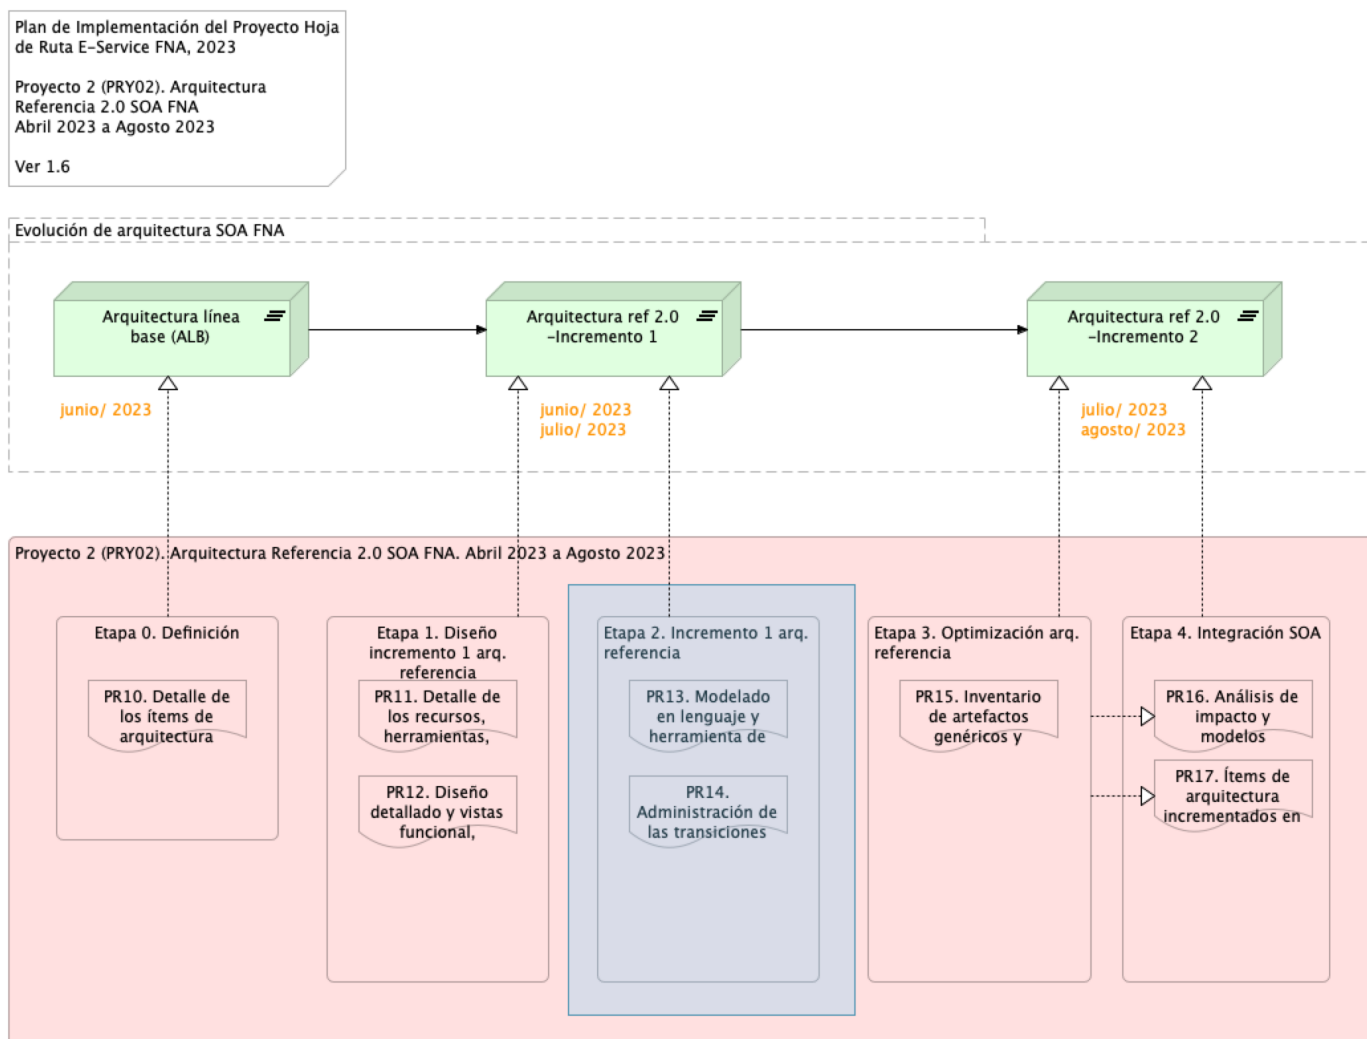 Plan de Implementación del Proyecto Hoja
de Ruta E-Service FNA, 2023
Proyecto 2 (PRY02). Arquitectura
Referencia 2.0 SOA FNA
Abril 2023 a Agosto 2023
Ver 1.6
Evolución de arquitectura SOA FNA
Arquitectura línea
base (ALB)
Arquitectura ref 2.0
-Incremento 1
Arquitectura ref 2.0
-Incremento 2
junio/ 2023
junio/ 2023
julio/ 2023
julio/ 2023
agosto/ 2023
Proyecto 2 (PRY02). Arquitectura Referencia 2.0 SOA FNA. Abril 2023 a Agosto 2023
Etapa 0. Definición
PR10. Detalle de
los ítems de
arquitectura
Etapa 1. Diseño
incremento 1 arq.
referencia
PR11. Detalle de
los recursos,
herramientas,
PR12. Diseño
detallado y vistas
funcional,
Etapa 2. Incremento 1 arq.
referencia
PR13. Modelado
en lenguaje y
herramienta de
PR14.
Administración de
las transiciones
Etapa 3. Optimización arq.
referencia
PR15. Inventario
de artefactos
genéricos y
Etapa 4. Integración SOA
PR16. Análisis de
impacto y
modelos
PR17. Ítems de
arquitectura
incrementados en